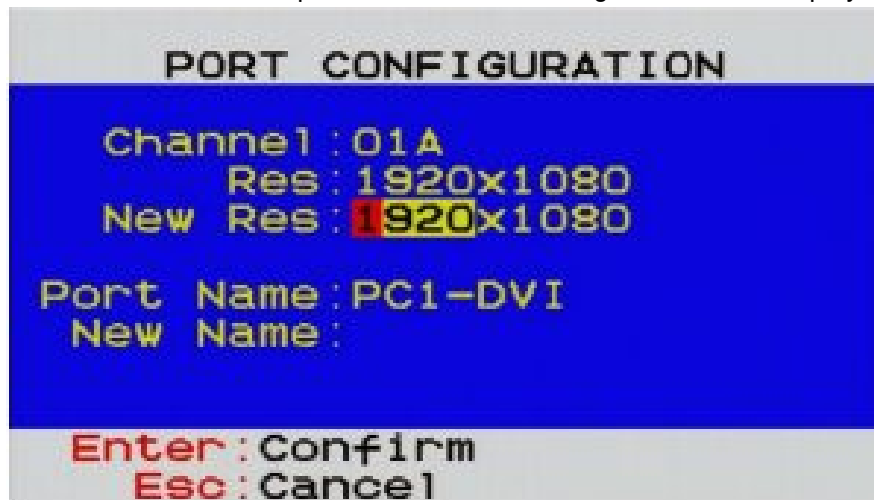 PORT CONFIGURATION
Channel:01A
Res:1920x1080
New Res:1920x1080
Port Name:PC1-DVI
New Name:
Enter:Confirm
Esc:Cancel